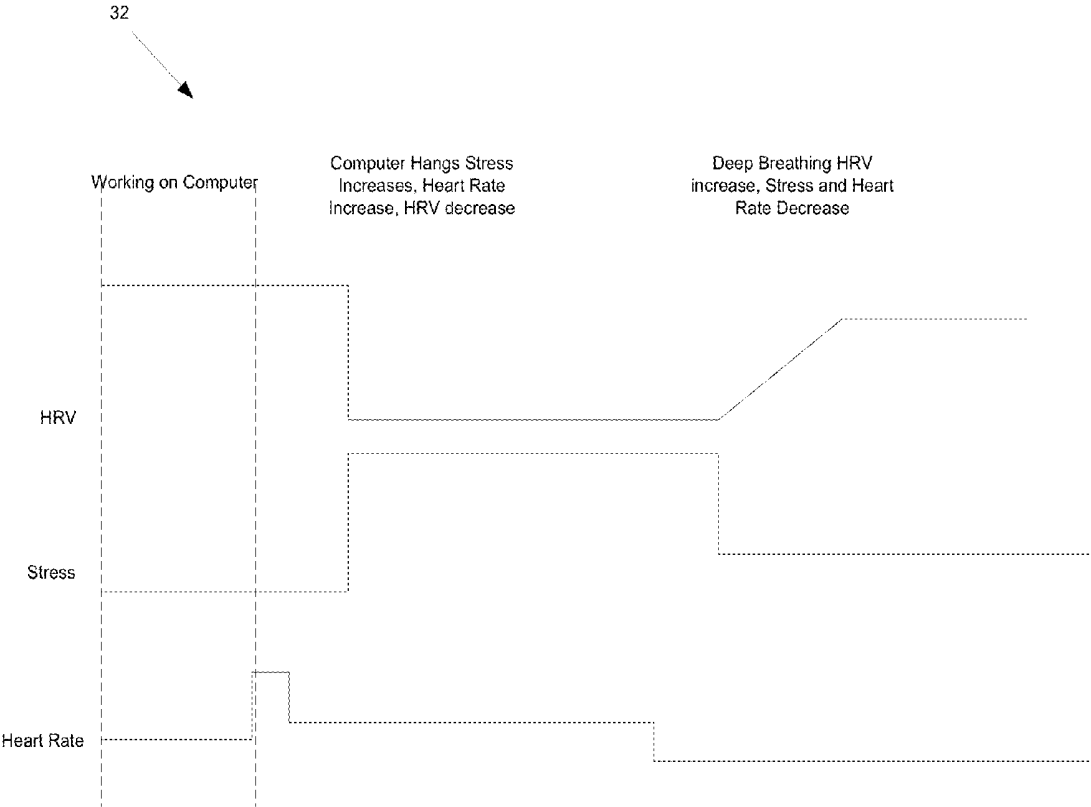 32
Working on Computer
Computer Hangs Stress
Increases, Heart Rate
Increase, HRV decrease
Deep Breathing HRV
increase, Stress and Heart
Rate Decrease
HRV
Stress
Heart Rate